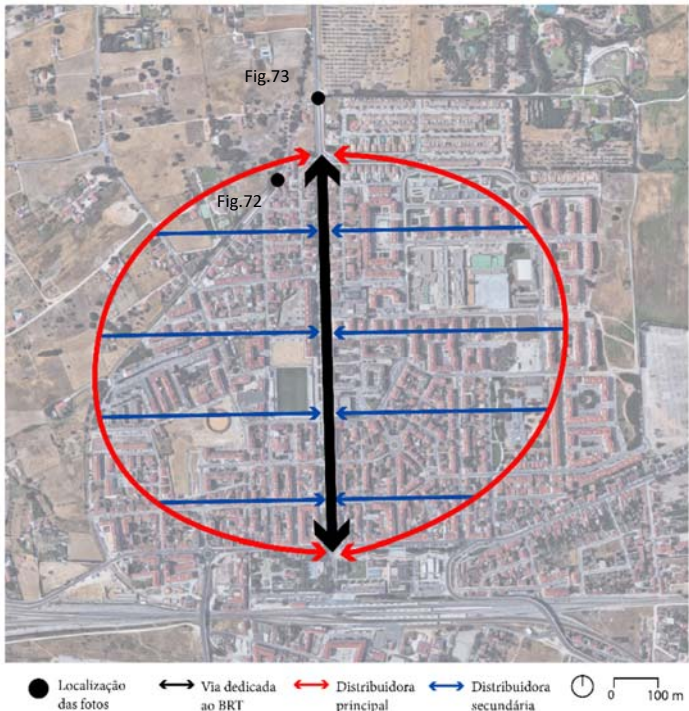 Fig.73
Fig.72
Localização
das fotos
Via dedicada
ao BRT
Distribuidora
principal
Distribuidora
secundária
0 100 m